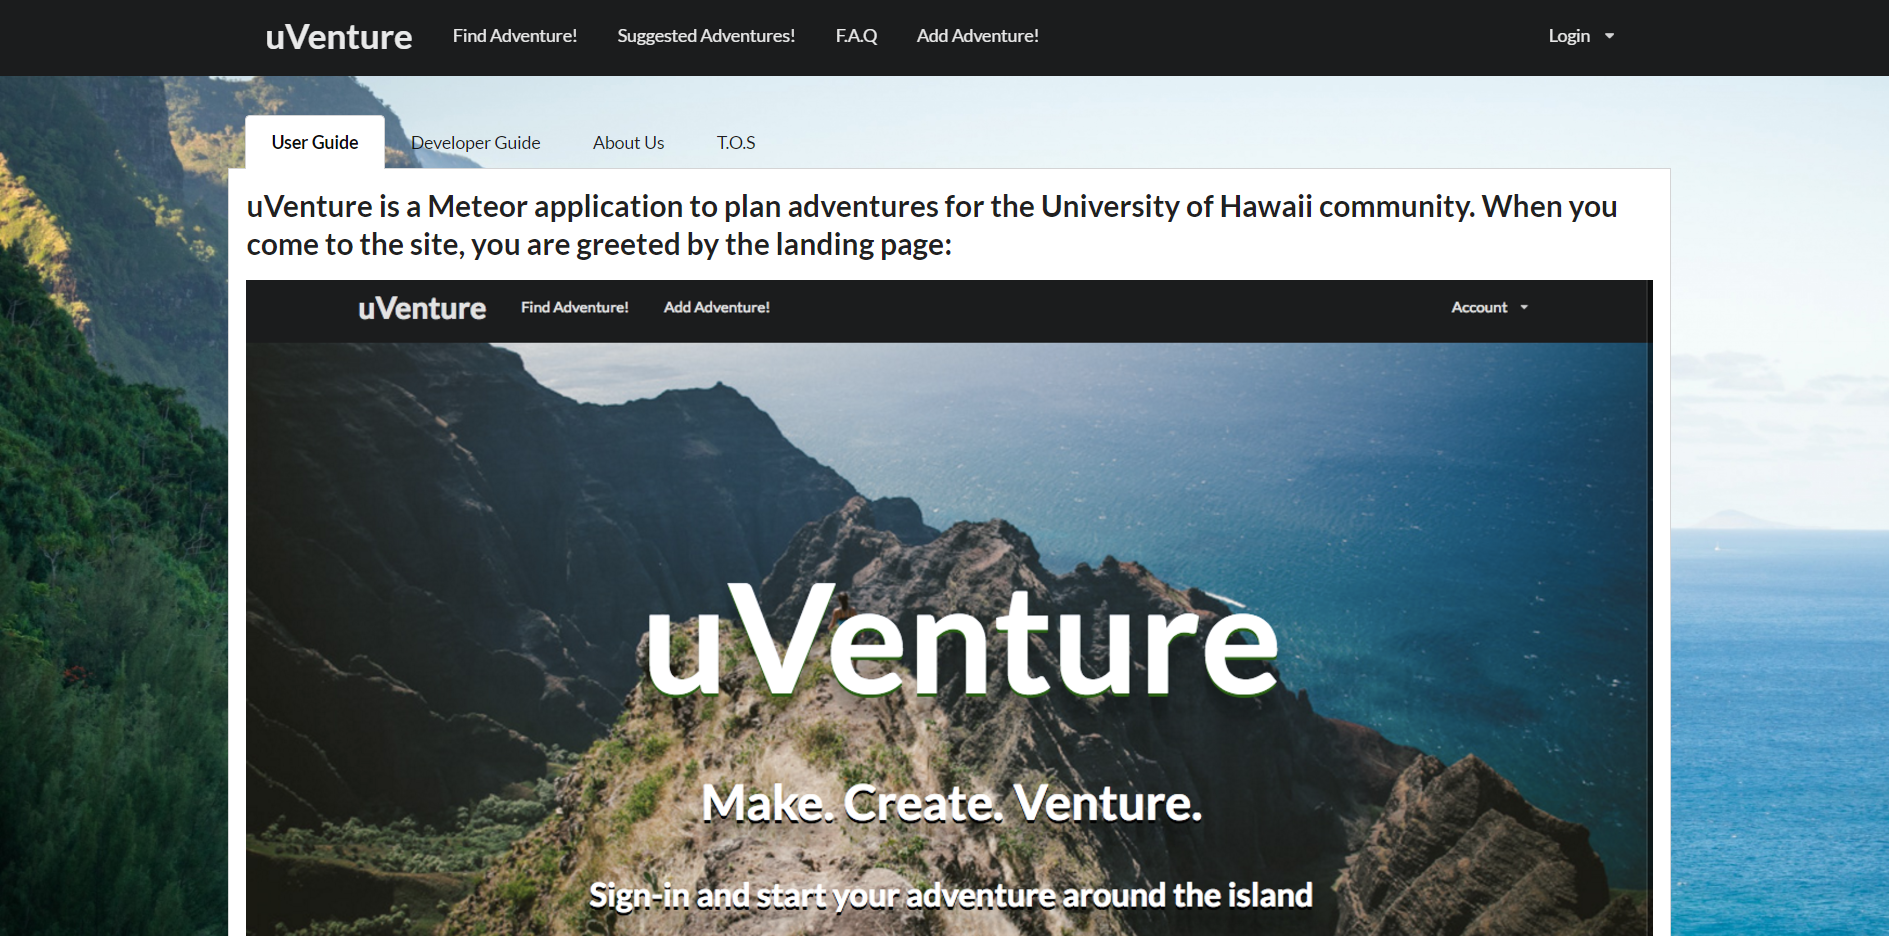 uVenture Find Adventure! Suggested Adventures! F.A.Q Add Adventure! Login
User Guide Developer Guide About Us T.O.S
uVenture is a Meteor application to plan adventures for the University of Hawaii community. When you
come to the site, you are greeted by the landing page:
uVenture Find Adventure! Add Adventure! Account
uVenture
Make. Create. Venture.
Sign-in and start your adventure around the island